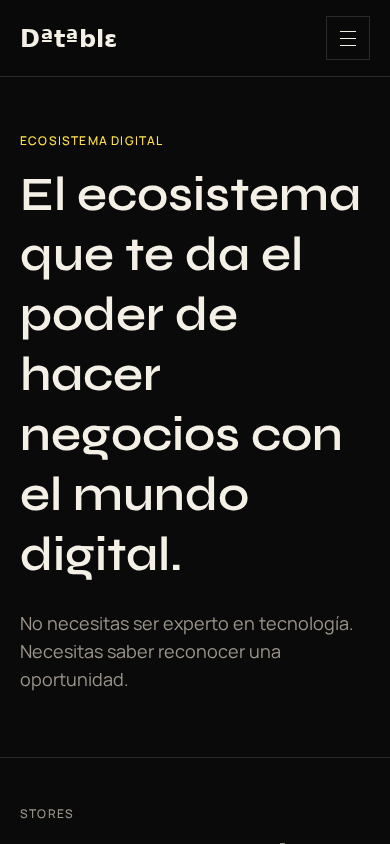 Dªtªblε
ECOSISTEMA DIGITAL
El ecosistema
que te da el
poder de
hacer
negocios con
el mundo
digital.
No necesitas ser experto en tecnología.
Necesitas saber reconocer una
oportunidad.
STORES